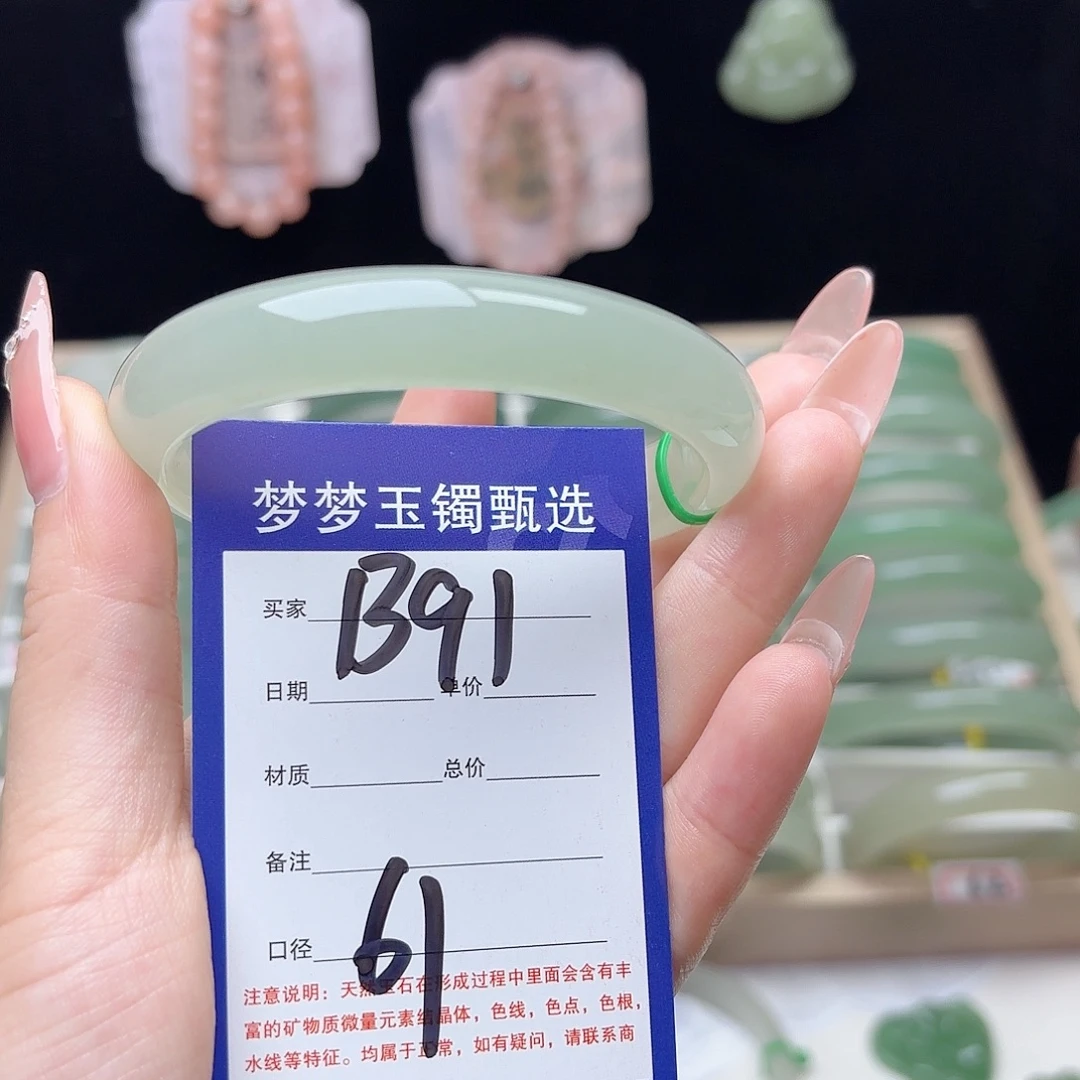 梦梦玉镯甄选
买家 B91
日期 单价
材质 总价
备注
口径 61
注意说明：天然玉石在形成过程中里面会含有丰
富的矿物质微量元素结晶体，色线，色点，色根，
水线等特征。均属于正常，如有疑问，请联系商